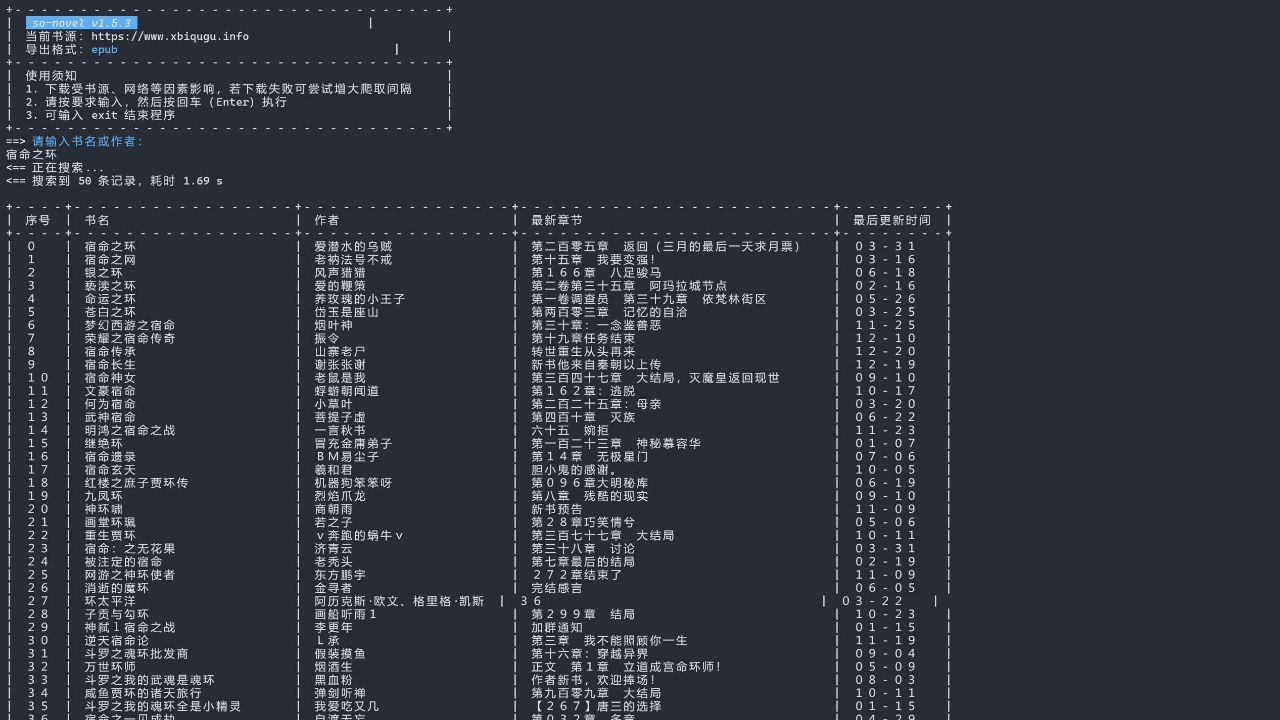 so-novel v1.5.3
当前书源: https://www.xbiqugu.info
导出格式: epub
使用须知
1. 下载受书源、网络等因素影响, 若下载失败可尝试增大爬取间隔
2. 请按要求输入, 然后按回车 (Enter) 执行
3. 可输入 exit 结束程序
==> 请输入书名或作者:
宿命之环
<== 正在搜索...
<== 搜索到 50 条记录, 耗时 1.69 s
序号 | 书名 | 作者 | 最新章节 | 最后更新时间
0 | 宿命之环 | 爱潜水的乌贼 | 第二百零五章 返回（三月的最后一天求月票） | 03-31
1 | 宿命之网 | 老衲法号不戒 | 第十五章 我要变强! | 03-16
2 | 银之环 | 风声猎猎 | 第166章 八足骏马 | 06-18
3 | 亵渎之环 | 爱的鞭策 | 第二卷第三十五章 阿玛拉城节点 | 02-16
4 | 命运之环 | 养玫瑰的小王子 | 第一卷调查员 第三十九章 依梵林街区 | 05-26
5 | 苍白之环 | 岱玉是座山 | 第两百零三章 记忆的自洽 | 03-25
6 | 梦幻西游之宿命 | 烟叶神 | 第三十章: 一念鉴善恶 | 11-25
7 | 荣耀之宿命传奇 | 振令 | 第十九章任务结束 | 12-10
8 | 宿命传承 | 山寨老尸 | 转世重生从头再来 | 12-20
9 | 宿命长生 | 谢张张谢 | 新书他来自秦朝以上传 | 12-19
10 | 宿命神女 | 老鼠是我 | 第三百四十七章 大结局, 灭魔皇返回现世 | 09-10
11 | 文豪宿命 | 蜉蝣朝闻道 | 第162章: 逃脱 | 10-17
12 | 何为宿命 | 小草叶 | 第二百二十五章: 母亲 | 03-20
13 | 武神宿命 | 菩提子虚 | 第四百十章 灭族 | 06-22
14 | 明鸿之宿命之战 | 一言秋书 | 六十五 婉拒 | 11-23
15 | 继绝环 | 冒充金庸弟子 | 第一百二十三章 神秘慕容华 | 01-07
16 | 宿命遗录 | BM易尘子 | 第14章 无极星门 | 07-06
17 | 宿命玄天 | 羲和君 | 胆小鬼的感谢。 | 10-05
18 | 红楼之庶子贾环传 | 机器狗笨笨呀 | 第096章大明秘库 | 06-19
19 | 九凤环 | 烈焰爪龙 | 第八章 残酷的现实 | 09-10
20 | 神环啸 | 商朝雨 | 新书预告 | 11-09
21 | 画堂环珮 | 若之子 | 第28章巧笑情兮 | 05-06
22 | 重生贾环 | v奔跑的蜗牛v | 第三百七十七章 大结局 | 10-11
23 | 宿命: 之无花果 | 济青云 | 第三十八章 讨论 | 03-31
24 | 被注定的宿命 | 老秃头 | 第七章最后的结局 | 02-19
25 | 网游之神环使者 | 东方鹏宇 | 272章结束了 | 11-09
26 | 消逝的魔环 | 金寻者 | 完结感言 | 06-05
27 | 环太平洋 | 阿历克斯·欧文、格里格·凯斯 | 36 | 03-22
28 | 子贡与勾环 | 画船听雨1 | 第299章 结局 | 10-23
29 | 神弑l宿命之战 | 李更年 | 加群通知 | 01-15
30 | 逆天宿命论 | L承 | 第三章 我不能照顾你一生 | 11-19
31 | 斗罗之魂环批发商 | 假装摸鱼 | 第十六章: 穿越异界 | 09-04
32 | 万世环师 | 烟酒生 | 正文 第1章 立道成宫命环师! | 05-09
33 | 斗罗之我的武魂是魂环 | 黑血粉 | 作者新书, 欢迎捧场! | 08-03
34 | 咸鱼贾环的诸天旅行 | 弹剑听禅 | 第九百九九章 大结局 | 10-11
35 | 斗罗之我的魂环全是小精灵 | 我爱吃又几 | 【267】唐三的选择 | 01-15